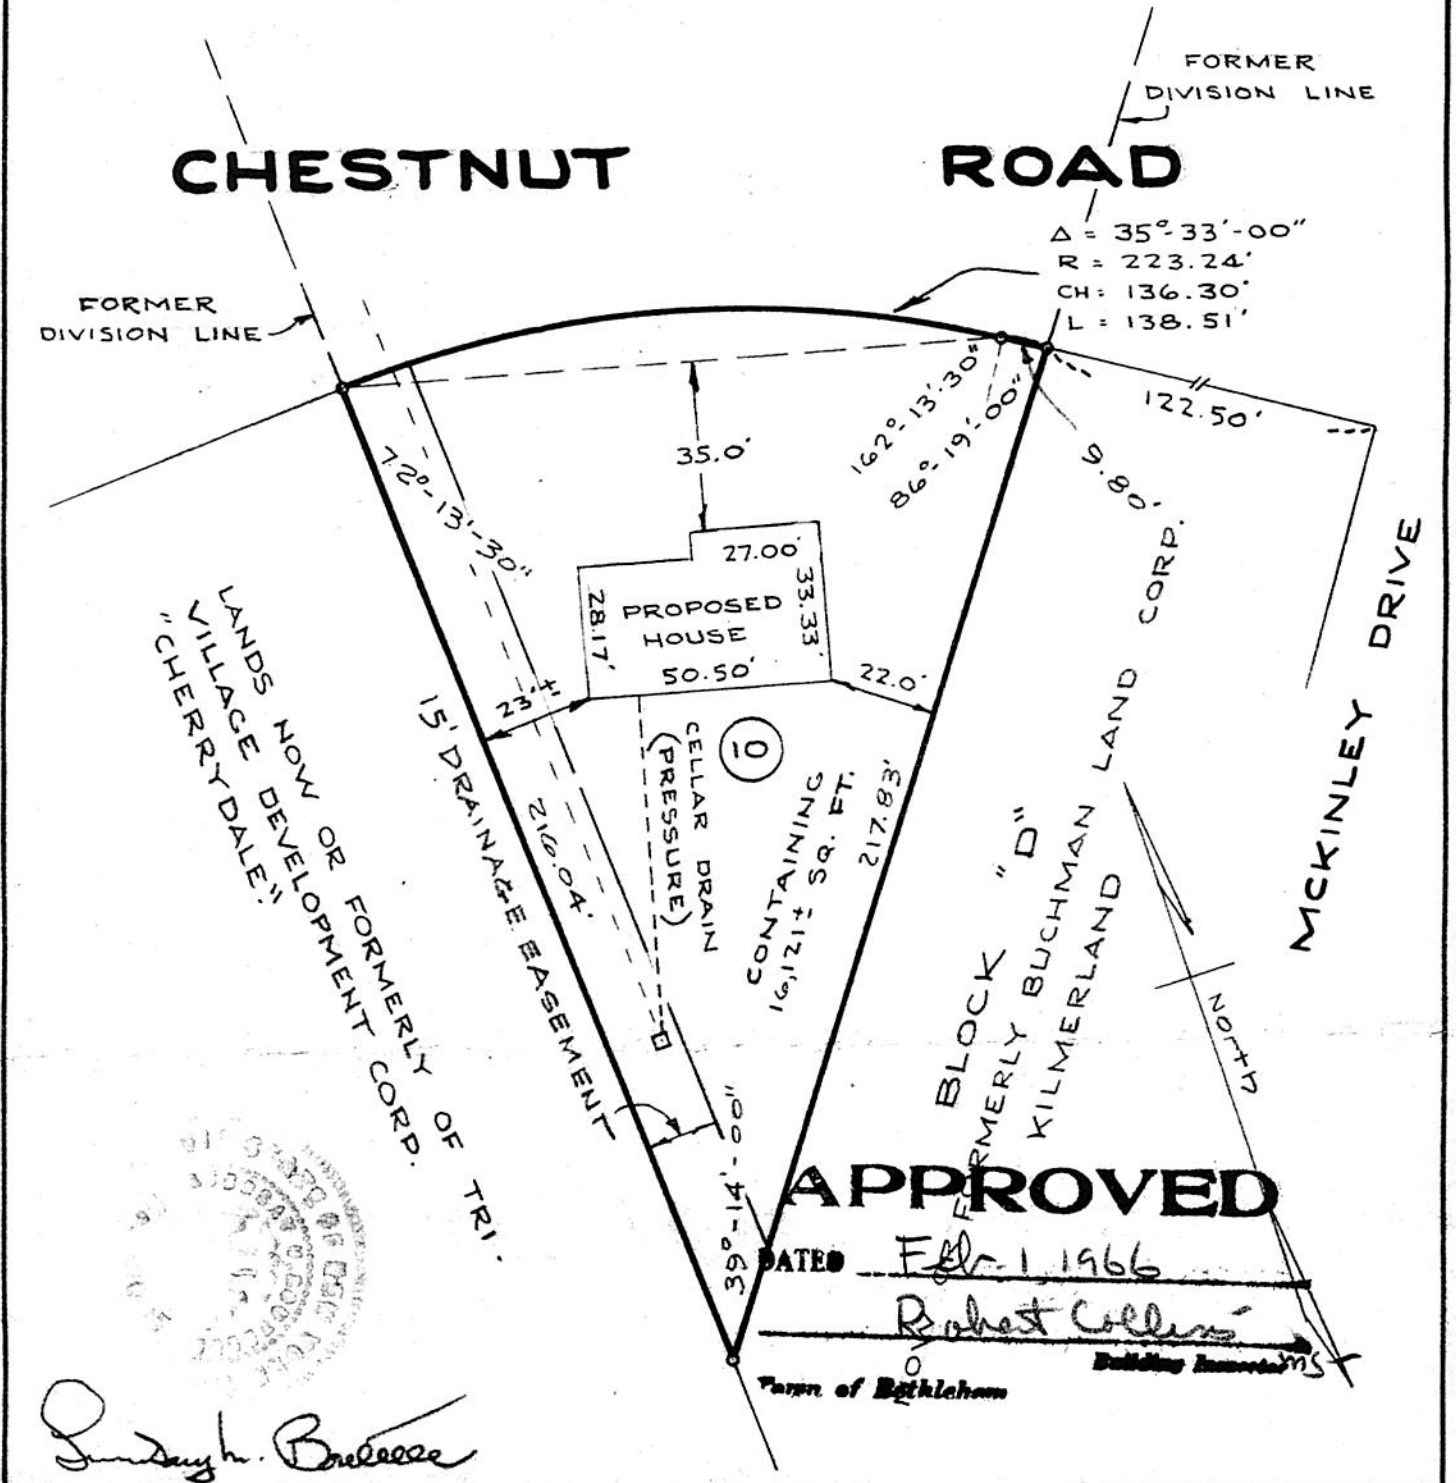 FORMER
DIVISION LINE
CHESTNUT ROAD
Δ = 35°-33'-00"
R = 223.24'
CH = 136.30'
L = 138.51'
FORMER
DIVISION LINE
122.50'
162°-13'-30"
86°-19'-00"
9.80'
72°-13'-30"
35.0'
27.00'
28.17'
33.33'
PROPOSED
HOUSE
50.50'
23'±
22.0'
MCKINLEY DRIVE
LANDS NOW OR FORMERLY OF TRI.
VILLAGE DEVELOPMENT CORP.
"CHERRYDALE"
15' DRAINAGE EASEMENT
216.04'
CELLAR DRAIN
(PRESSURE)
10
CONTAINING
16,121± SQ. FT.
217.83'
BLOCK "D"
FORMERLY BUCHMAN LAND CORP.
KILMERLAND
North
39°-14'-00"
APPROVED
DATED Feb. 1, 1966
Robert Collins
Building Inspector
Town of Bethlehem